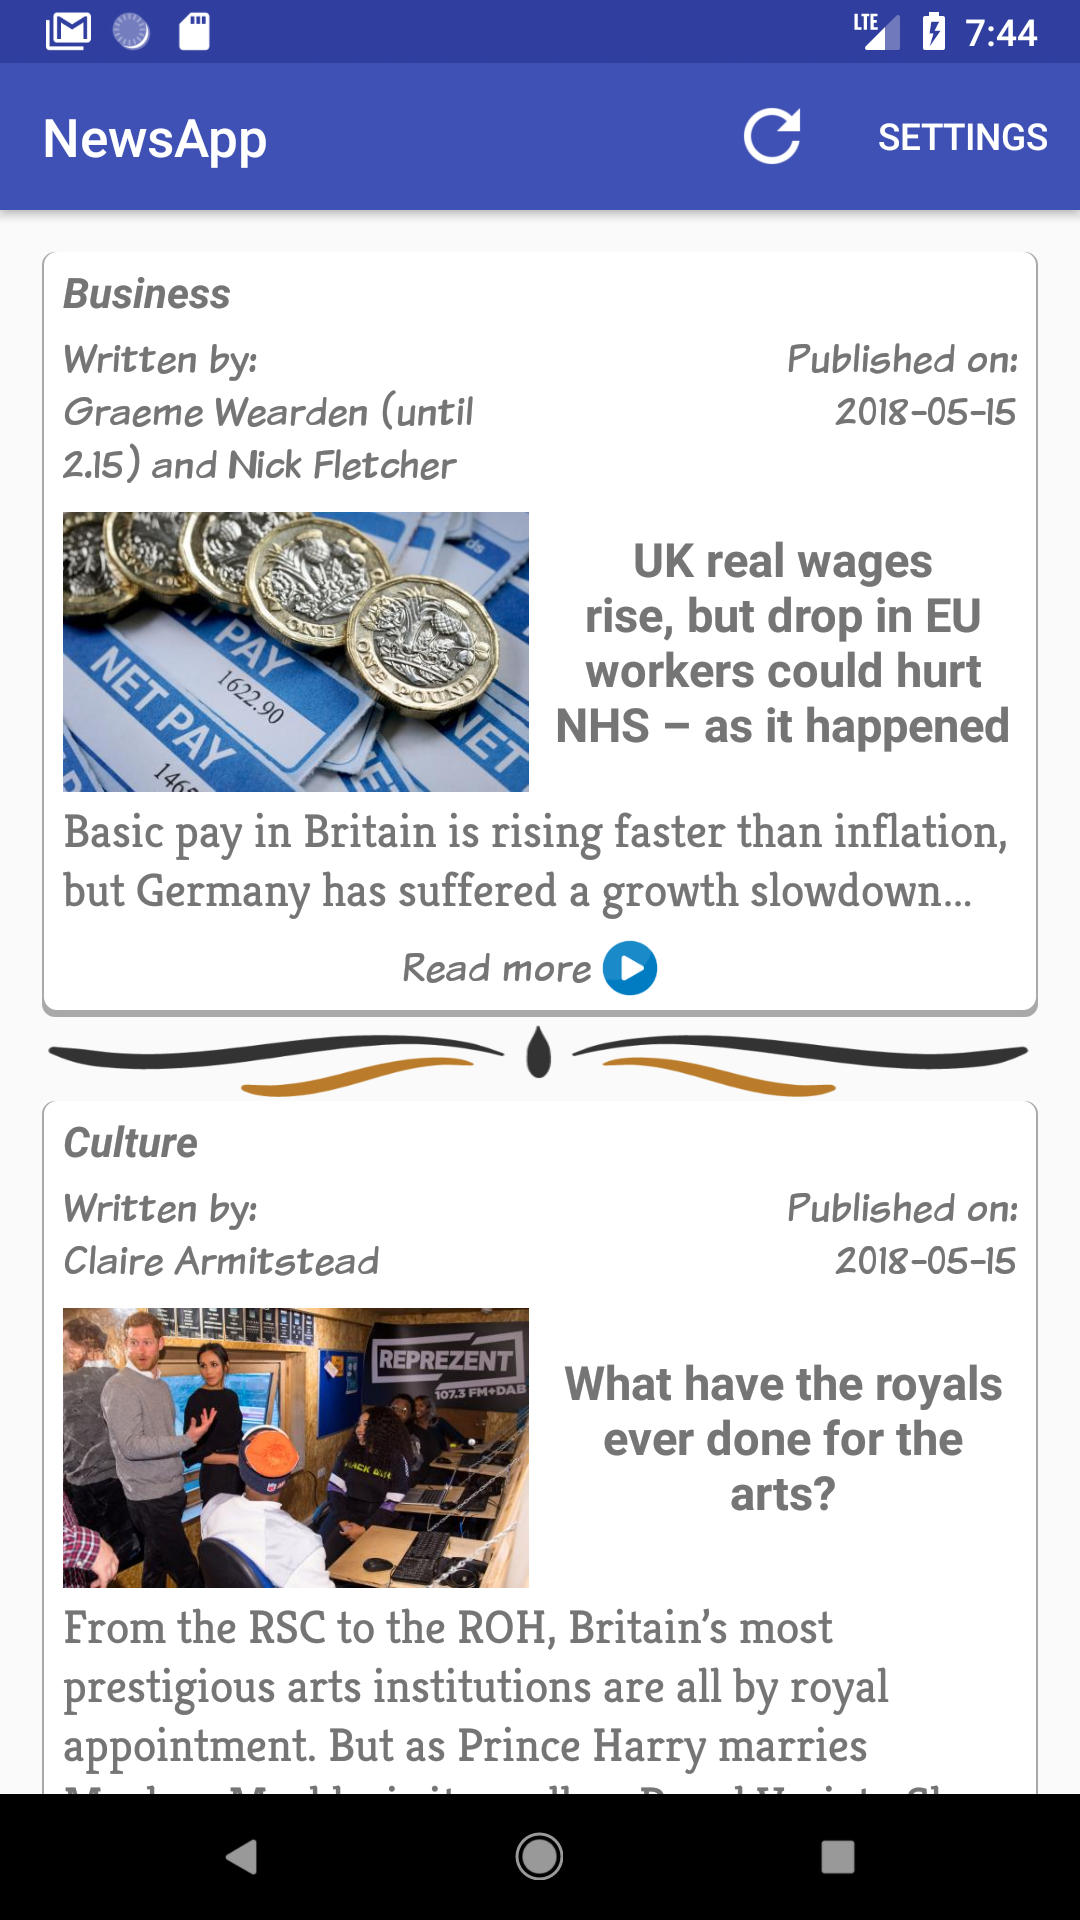 LTE 7:44
NewsApp SETTINGS
Business
Written by: Published on:
Graeme Wearden (until 2018-05-15
2.15) and Nick Fletcher
UK real wages
rise, but drop in EU
workers could hurt
NHS – as it happened
PAY
NET PAY
1622.90
NET
ONE
ONE POUND
Basic pay in Britain is rising faster than inflation,
but Germany has suffered a growth slowdown...
Read more
Culture
Written by: Published on:
Claire Armitstead 2018-05-15
REPREZENT
107.3 FM+DAB
What have the royals
ever done for the
arts?
From the RSC to the ROH, Britain’s most
prestigious arts institutions are all by royal
appointment. But as Prince Harry marries